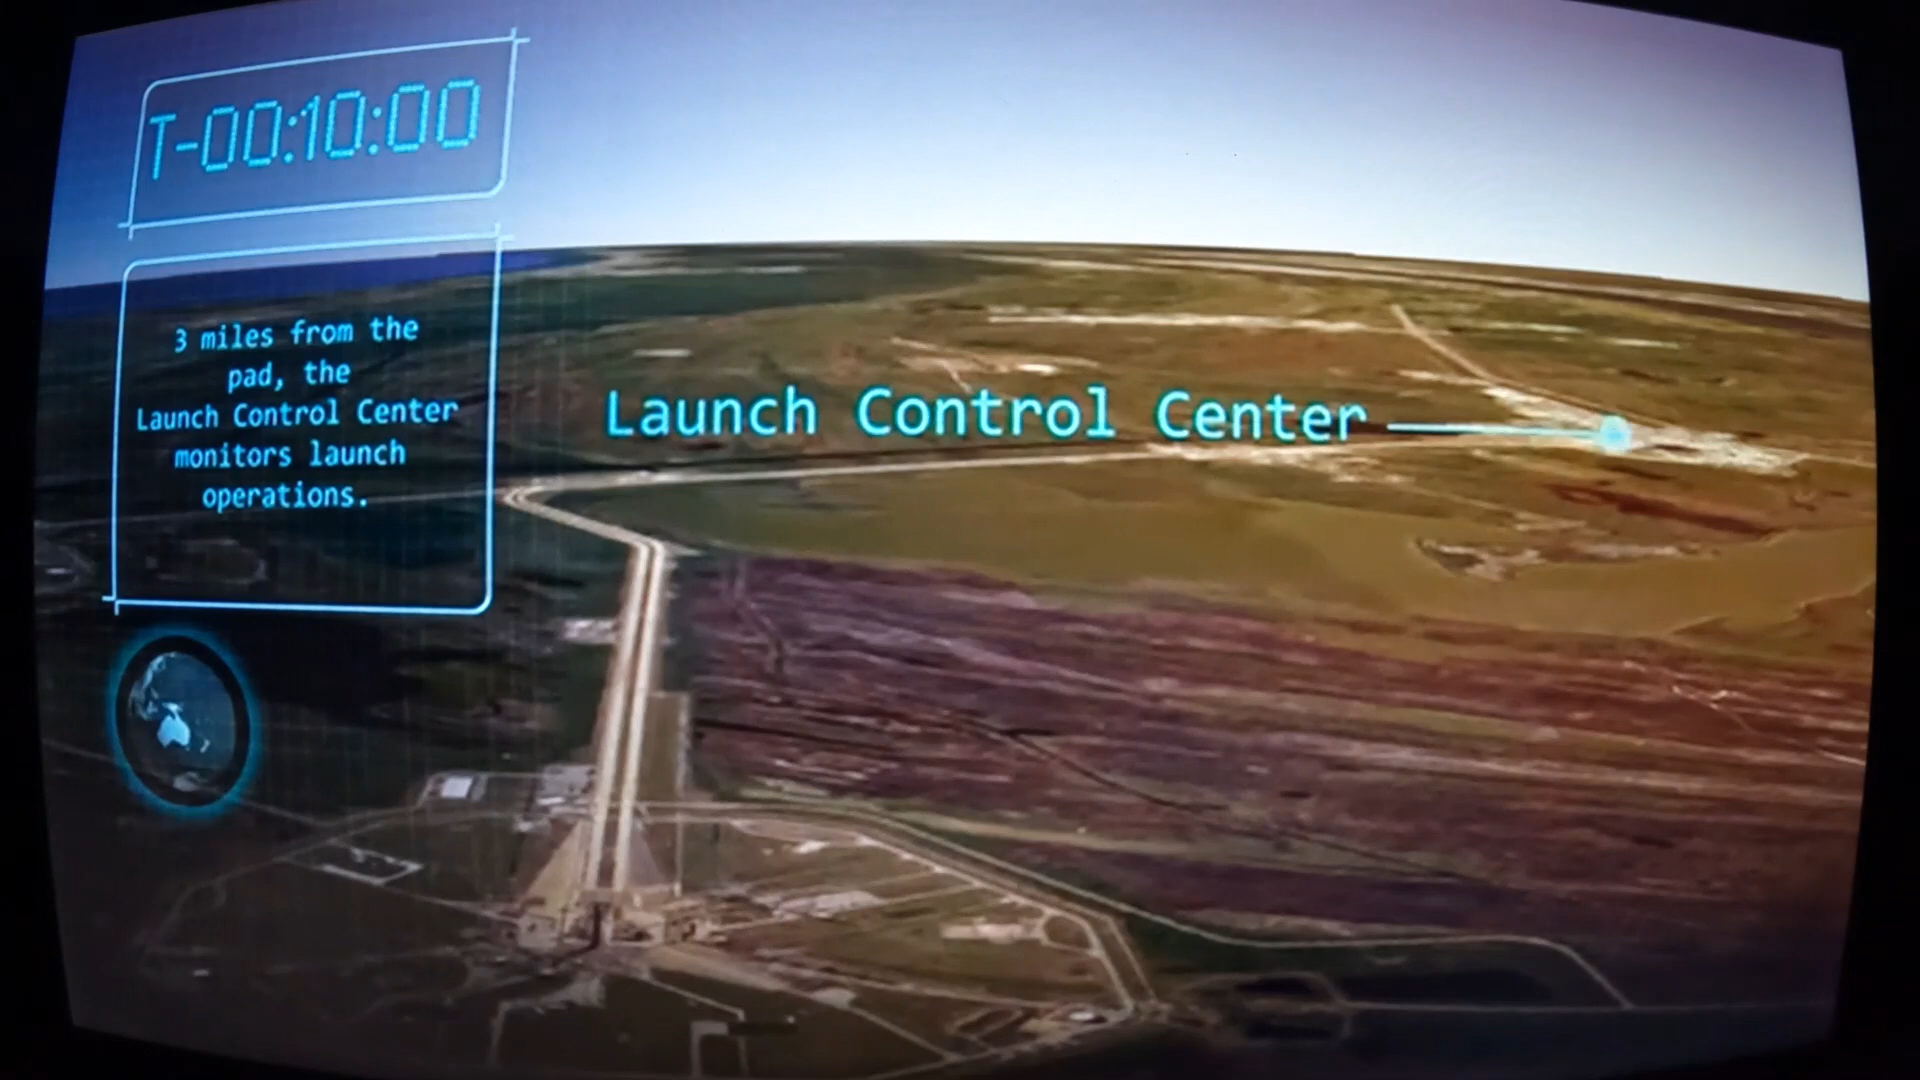 T-00:10:00
3 miles from the
pad, the
Launch Control Center
monitors launch
operations.
Launch Control Center